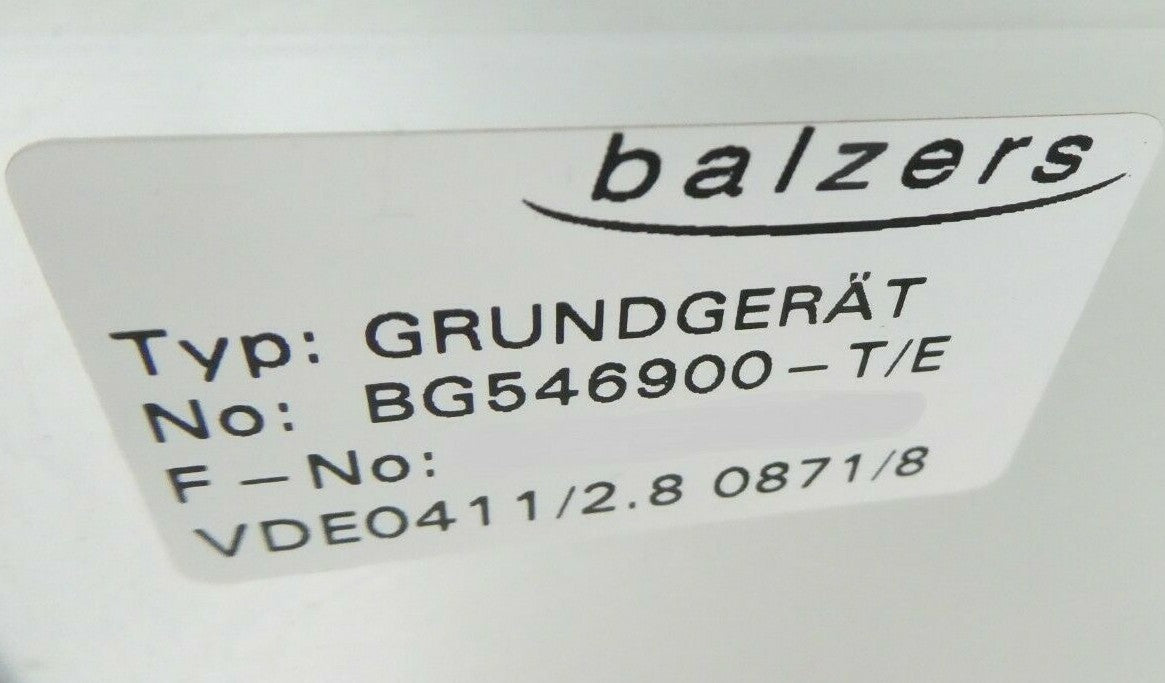 balzers
Typ: GRUNDGERÄT
No: BG546900-T/E
F-No:
VDE0411/2.8 0871/8